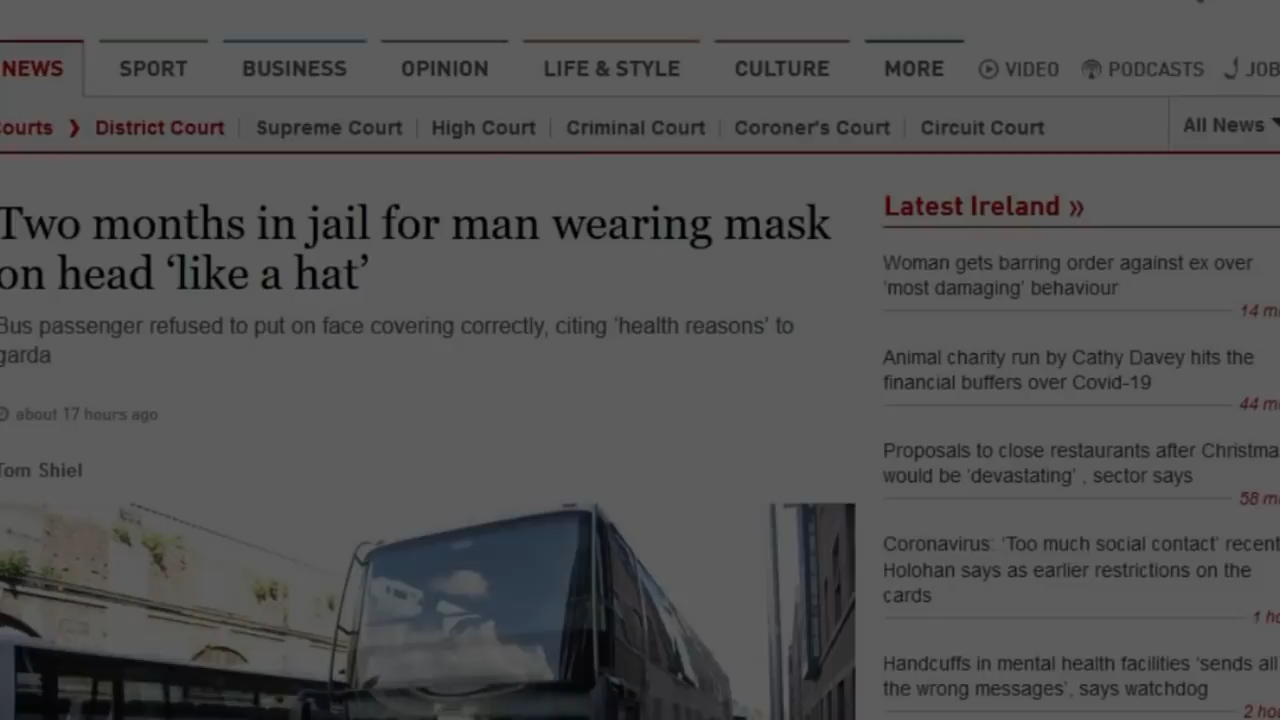 NEWS SPORT BUSINESS OPINION LIFE & STYLE CULTURE MORE VIDEO PODCASTS
District Court Supreme Court High Court Criminal Court Coroner's Court Circuit Court All News
Two months in jail for man wearing mask
on head ‘like a hat’
Bus passenger refused to put on face covering correctly, citing ‘health reasons’ to
garda
about 17 hours ago
Tom Shiel
Latest Ireland »
Woman gets barring order against ex over
‘most damaging’ behaviour
14 m
Animal charity run by Cathy Davey hits the
financial buffers over Covid-19
44 m
Proposals to close restaurants after Christma
would be ‘devastating’ , sector says
58 m
Coronavirus: ‘Too much social contact’ recent
Holohan says as earlier restrictions on the
cards
1 ho
Handcuffs in mental health facilities ‘sends all
the wrong messages’, says watchdog
2 ho